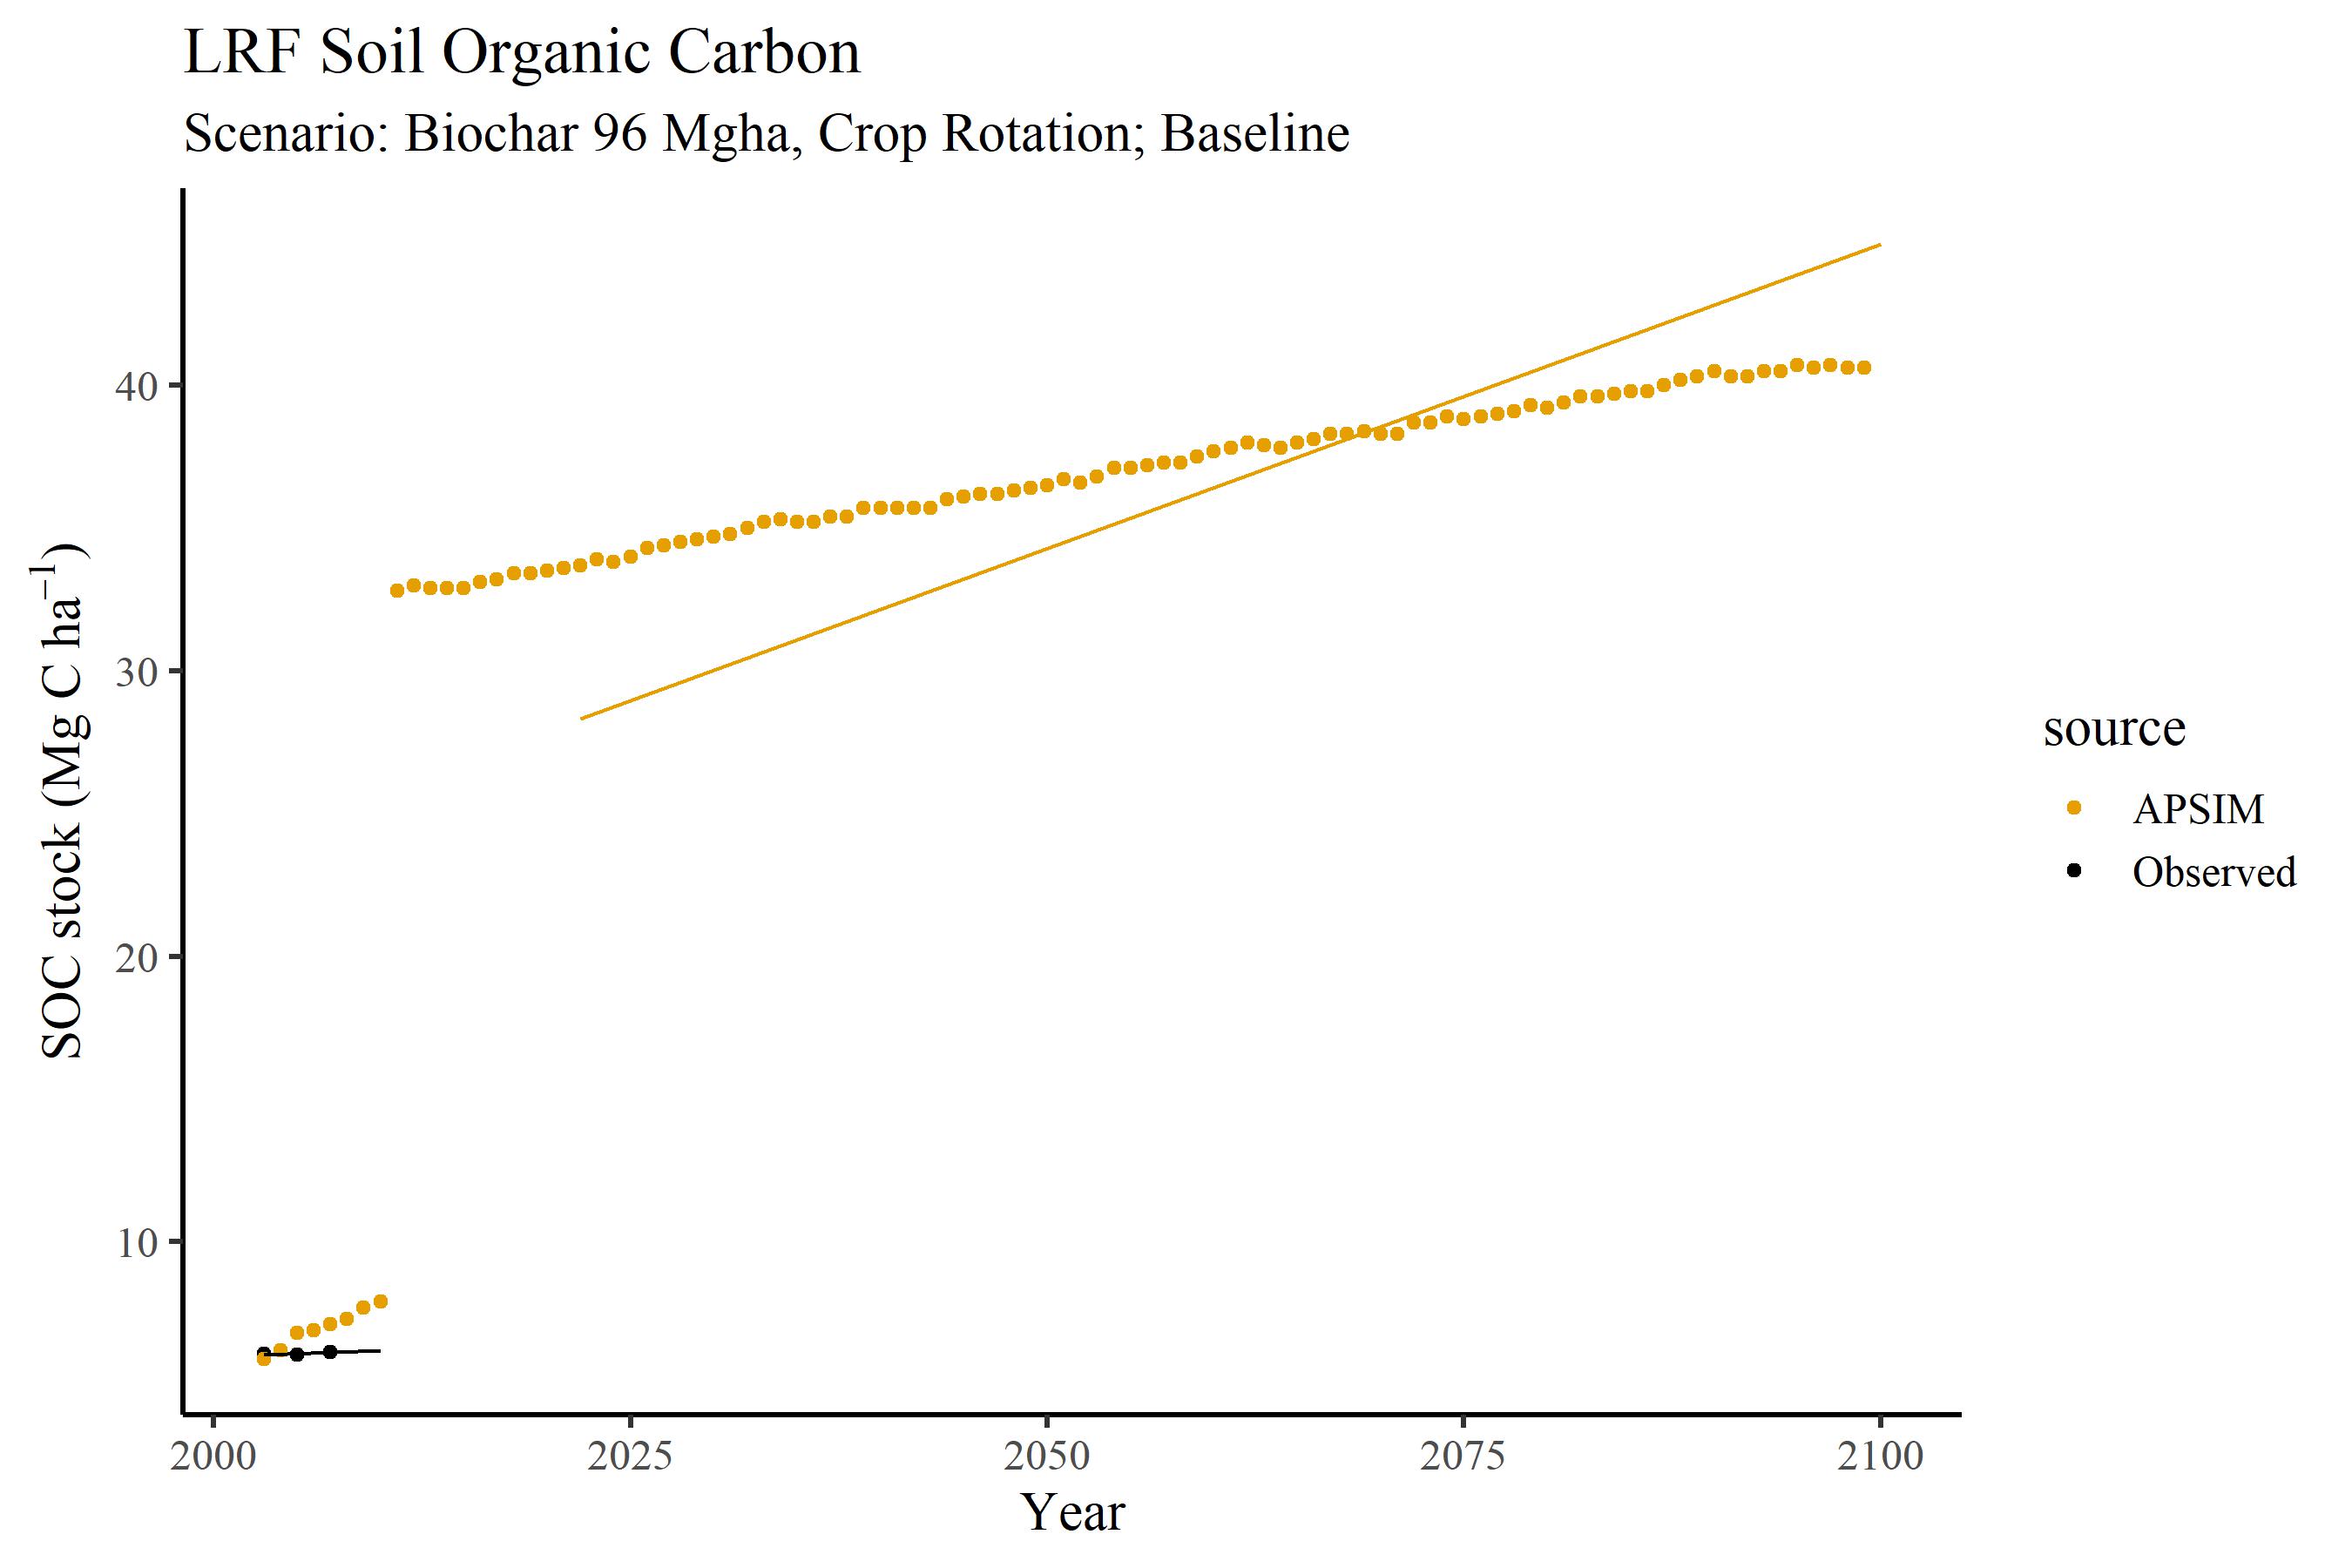 LRF Soil Organic Carbon
Scenario: Biochar 96 Mgha, Crop Rotation; Baseline
SOC stock (Mg C ha⁻¹)
40
30
20
10
2000 2025 2050 2075 2100
Year
source
APSIM
Observed